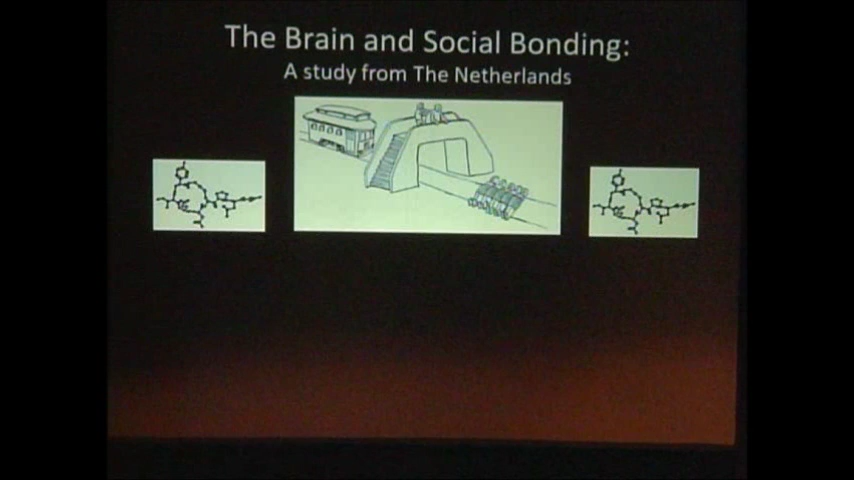 The Brain and Social Bonding:
A study from The Netherlands